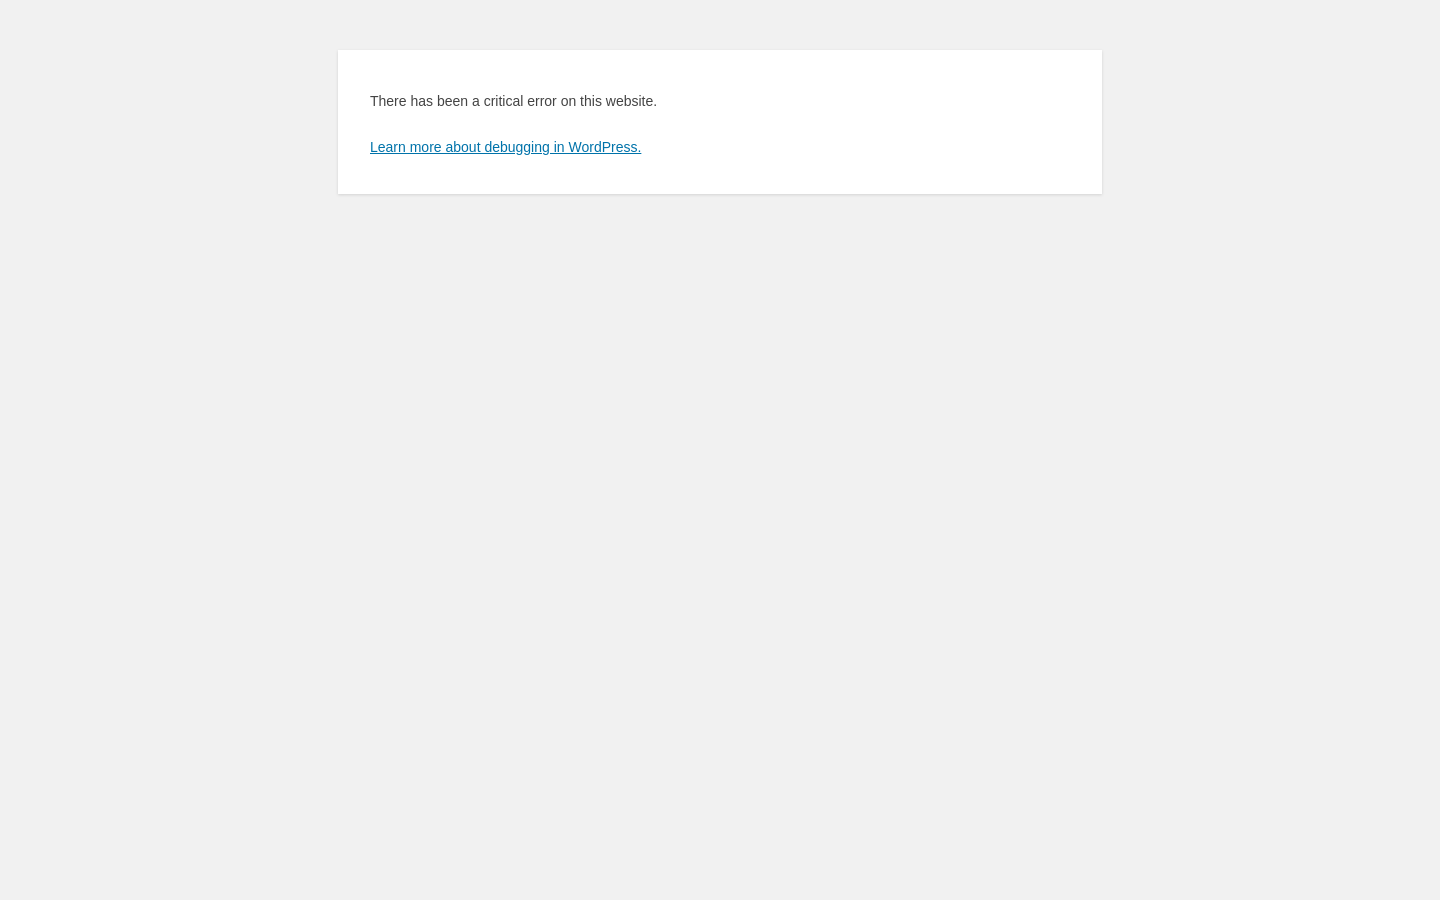 There has been a critical error on this website.
Learn more about debugging in WordPress.